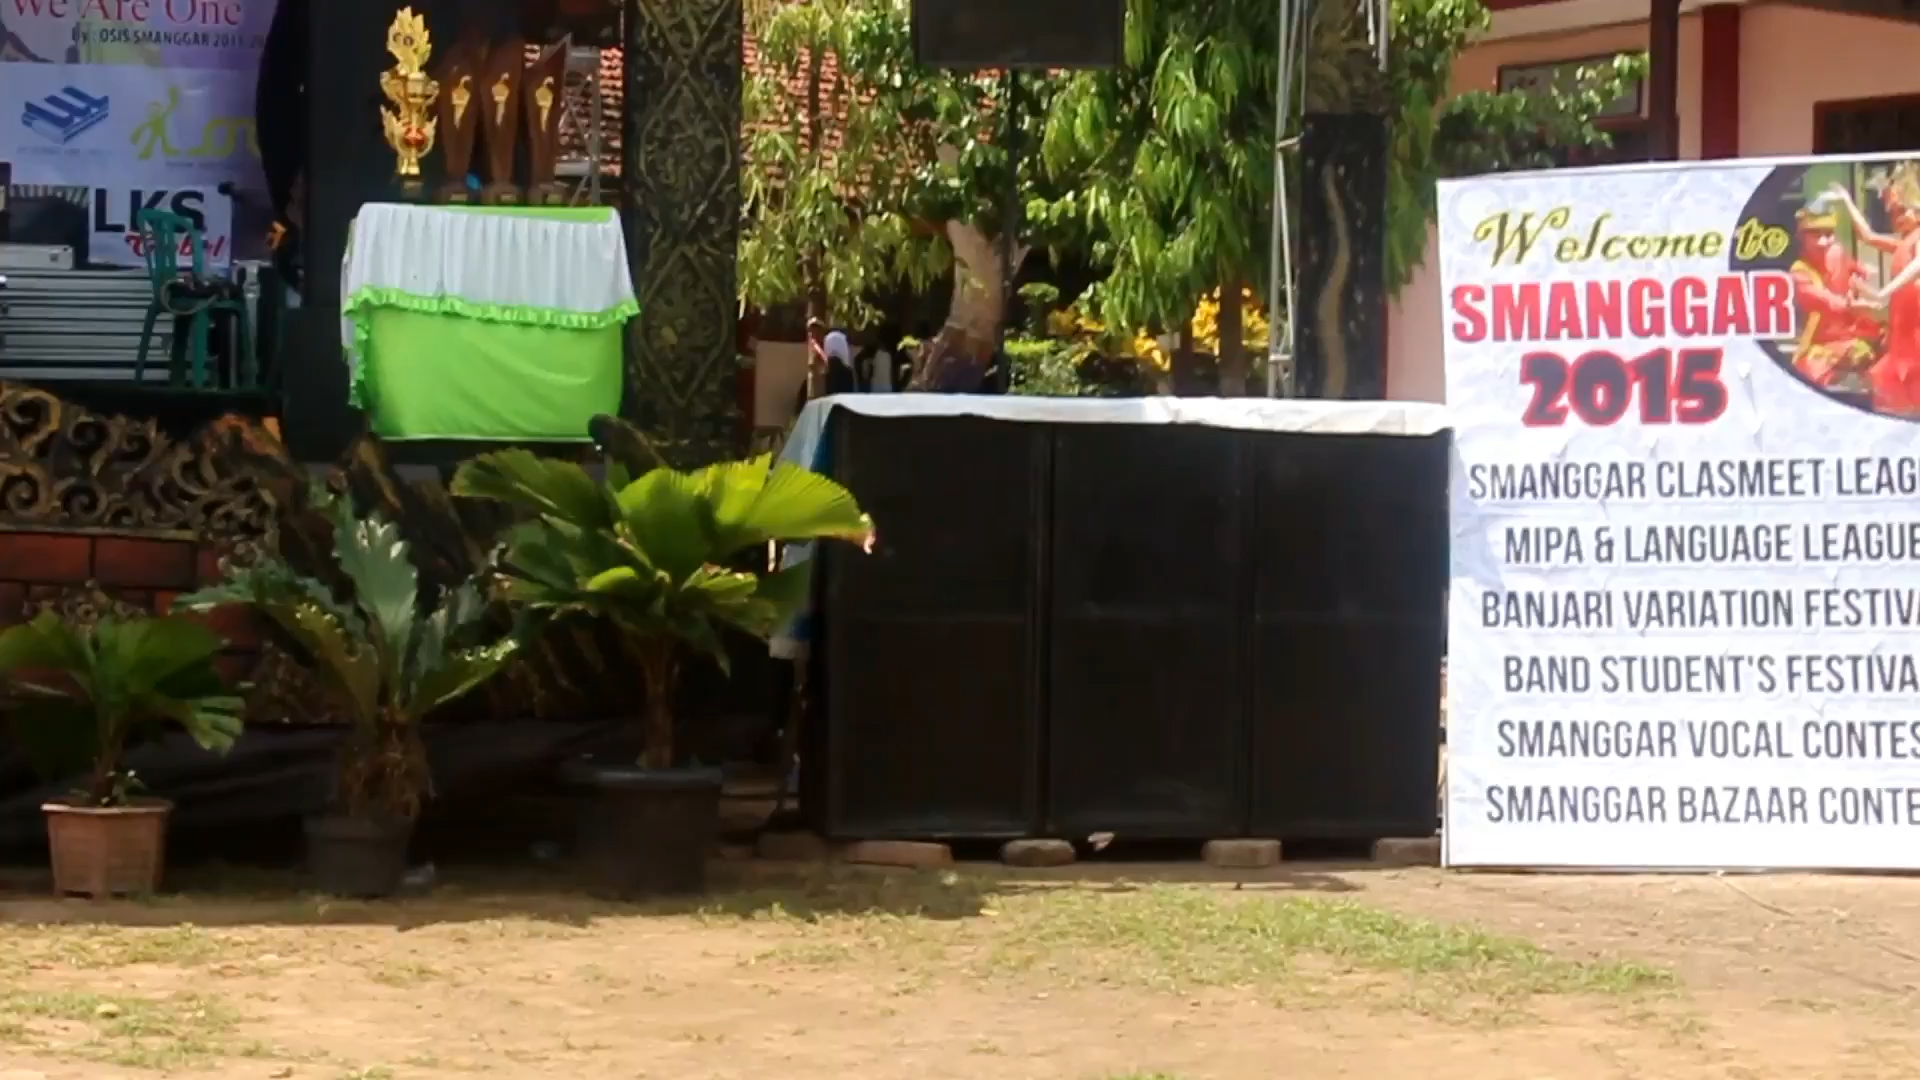 We Are One
By : OSIS SMANGGAR
LKS
Welcome to
SMANGGAR
2015
SMANGGAR CLASMEET LEAG
MIPA & LANGUAGE LEAGUE
BANJARI VARIATION FESTIVA
BAND STUDENT'S FESTIVA
SMANGGAR VOCAL CONTES
SMANGGAR BAZAAR CONTE